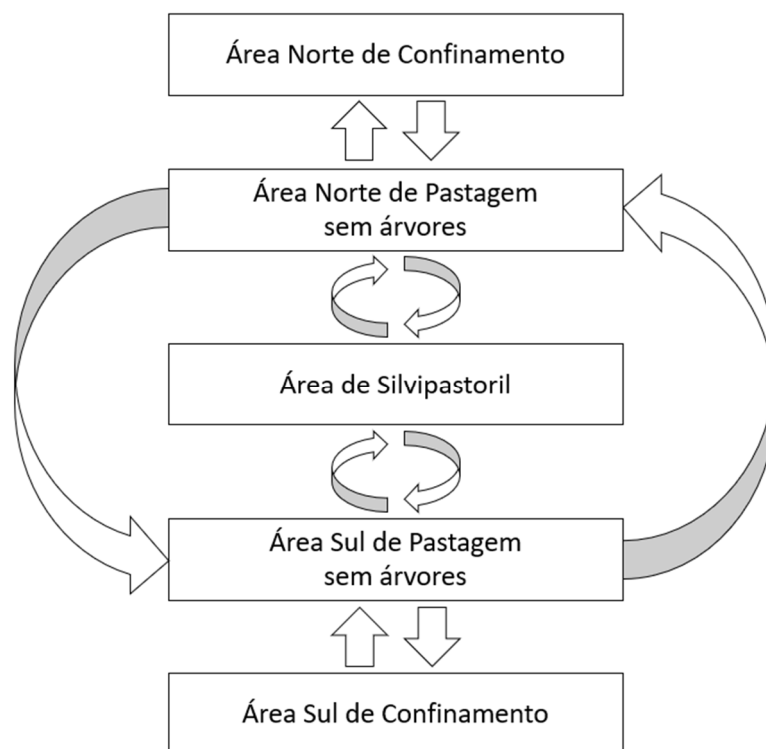 Área Norte de Confinamento
Área Norte de Pastagem
sem árvores
Área de Silvipastoril
Área Sul de Pastagem
sem árvores
Área Sul de Confinamento